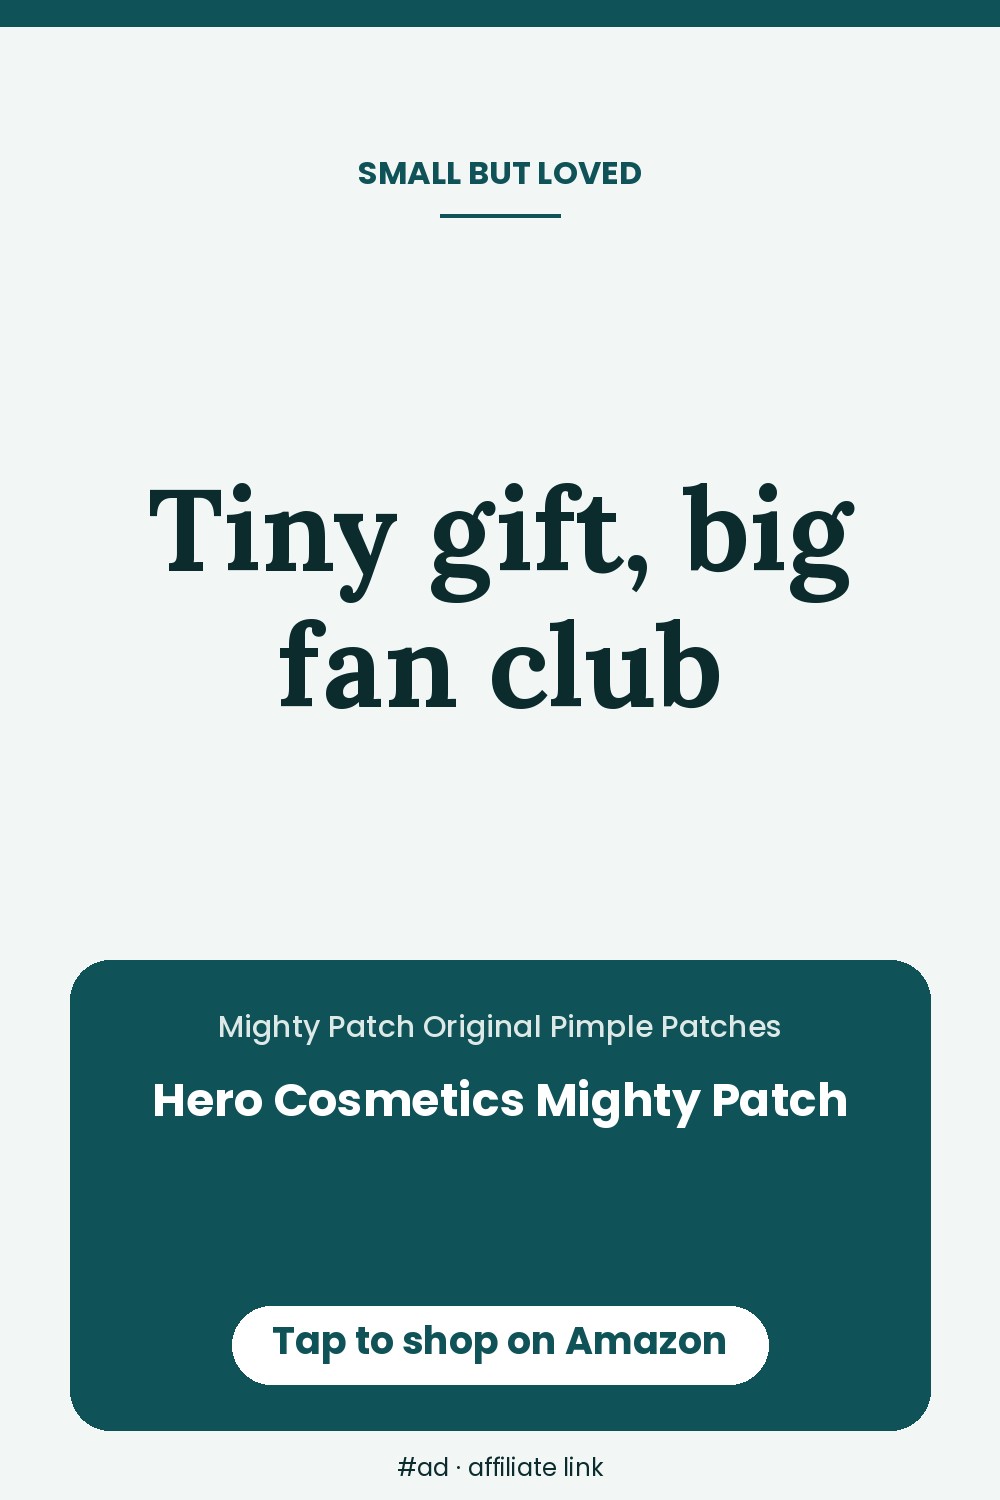 SMALL BUT LOVED
Tiny gift, big
fan club
Mighty Patch Original Pimple Patches
Hero Cosmetics Mighty Patch
Tap to shop on Amazon
#ad · affiliate link